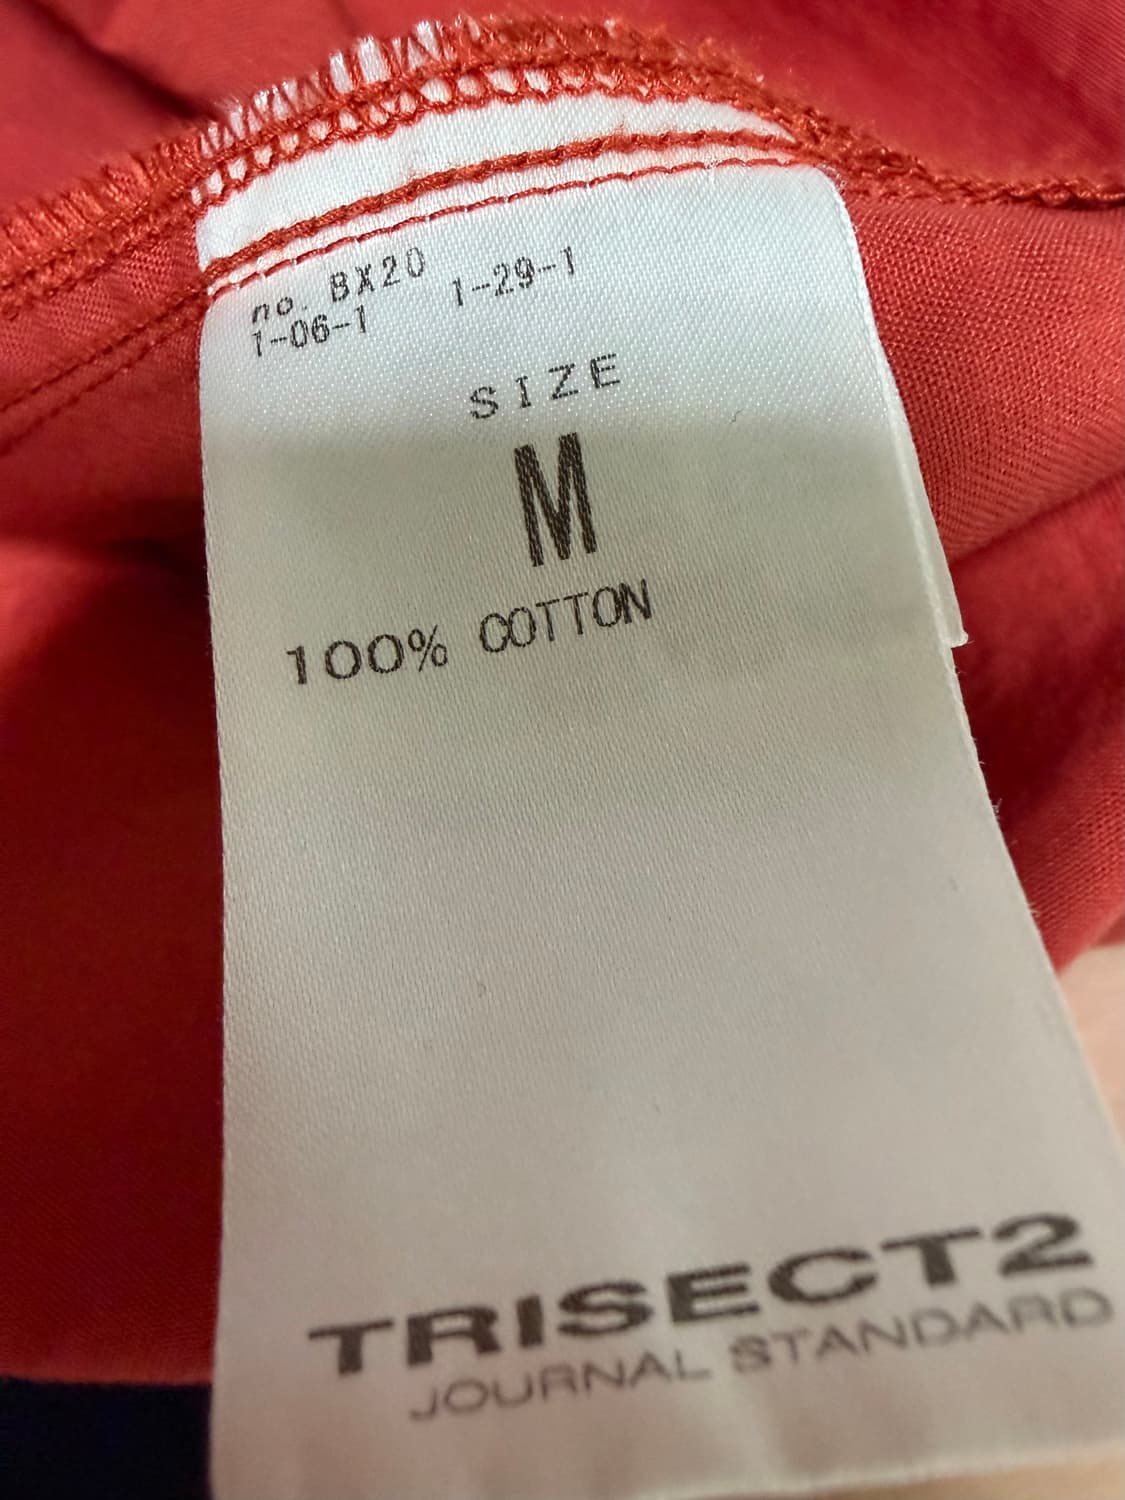 no. BX20
1-06-1 1-29-1
SIZE
M
100% COTTON
TRISECT2
JOURNAL STANDARD